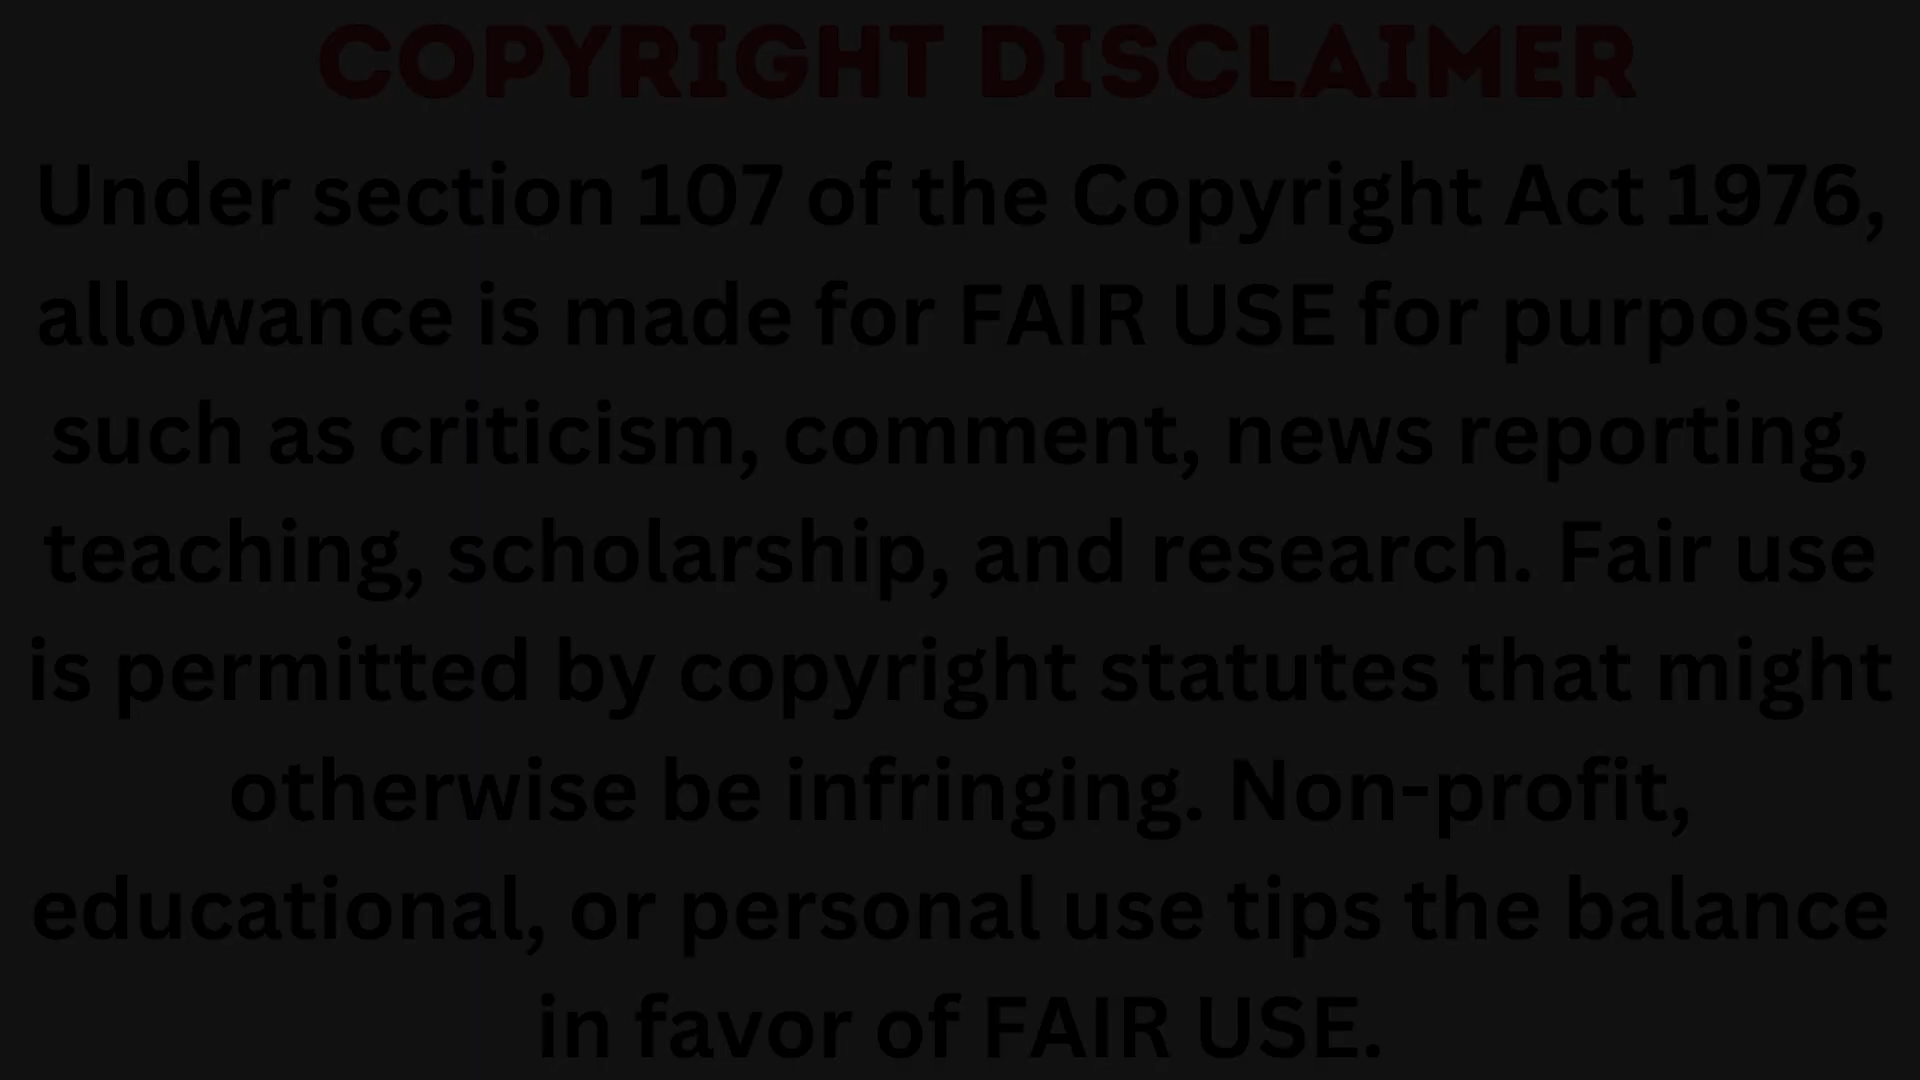 COPYRIGHT DISCLAIMER
Under section 107 of the Copyright Act 1976,
allowance is made for FAIR USE for purposes
such as criticism, comment, news reporting,
teaching, scholarship, and research. Fair use
is permitted by copyright statutes that might
otherwise be infringing. Non-profit,
educational, or personal use tips the balance
in favor of FAIR USE.